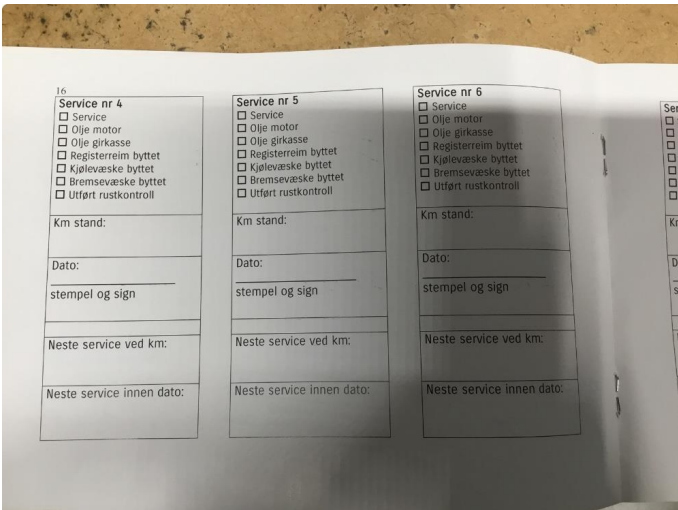 16
Service nr 4
Service
Olje motor
Olje girkasse
Registerreim byttet
Kjølevæske byttet
Bremsevæske byttet
Utført rustkontroll
Km stand:
Dato:
stempel og sign
Neste service ved km:
Neste service innen dato:
Service nr 5
Service
Olje motor
Olje girkasse
Registerreim byttet
Kjølevæske byttet
Bremsevæske byttet
Utført rustkontroll
Km stand:
Dato:
stempel og sign
Neste service ved km:
Neste service innen dato:
Service nr 6
Service
Olje motor
Olje girkasse
Registerreim byttet
Kjølevæske byttet
Bremsevæske byttet
Utført rustkontroll
Km stand:
Dato:
stempel og sign
Neste service ved km:
Neste service innen dato: